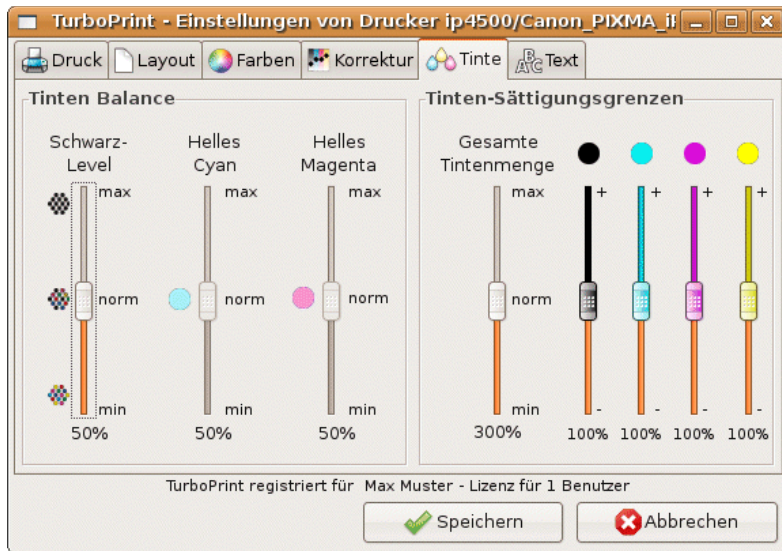 TurboPrint - Einstellungen von Drucker ip4500/Canon_PIXMA_iP
Druck Layout Farben Korrektur Tinte Text
Tinten Balance
Schwarz-Level
Helles Cyan
Helles Magenta
max max max
norm norm norm
min min min
50% 50% 50%
Tinten-Sättigungsgrenzen
Gesamte Tintenmenge
max + + + +
norm
min - - - -
300% 100% 100% 100% 100%
TurboPrint registriert für Max Muster - Lizenz für 1 Benutzer
Speichern Abbrechen